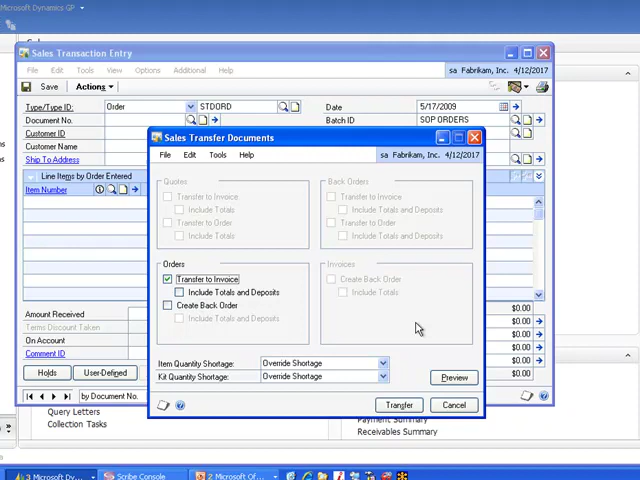 Microsoft Dynamics GP
Sales Transaction Entry
File Edit Tools View Options Additional Help
sa Fabrikam, Inc. 4/12/2017
Save Actions
Type/Type ID: Order STDORD Date 5/17/2009
Document No. Batch ID SOP ORDERS
Customer ID
Customer Name
Ship To Address
Line Items by Order Entered
Item Number
Sales Transfer Documents
File Edit Tools Help sa Fabrikam, Inc. 4/12/2017
Quotes
Transfer to Invoice
Include Totals
Transfer to Order
Include Totals
Back Orders
Transfer to Invoice
Include Totals and Deposits
Transfer to Order
Include Totals and Deposits
Orders
Transfer to Invoice
Include Totals and Deposits
Create Back Order
Include Totals and Deposits
Invoices
Create Back Order
Include Totals
Item Quantity Shortage: Override Shortage
Kit Quantity Shortage: Override Shortage
Preview
Transfer Cancel
Amount Received $0.00
Terms Discount Taken $0.00
On Account $0.00
Comment ID $0.00
$0.00
Holds User-Defined $0.00
by Document No.
Query Letters
Collection Tasks
Receivables Summary
3 Microsoft Dy... Scribe Console 2 Microsoft Of...